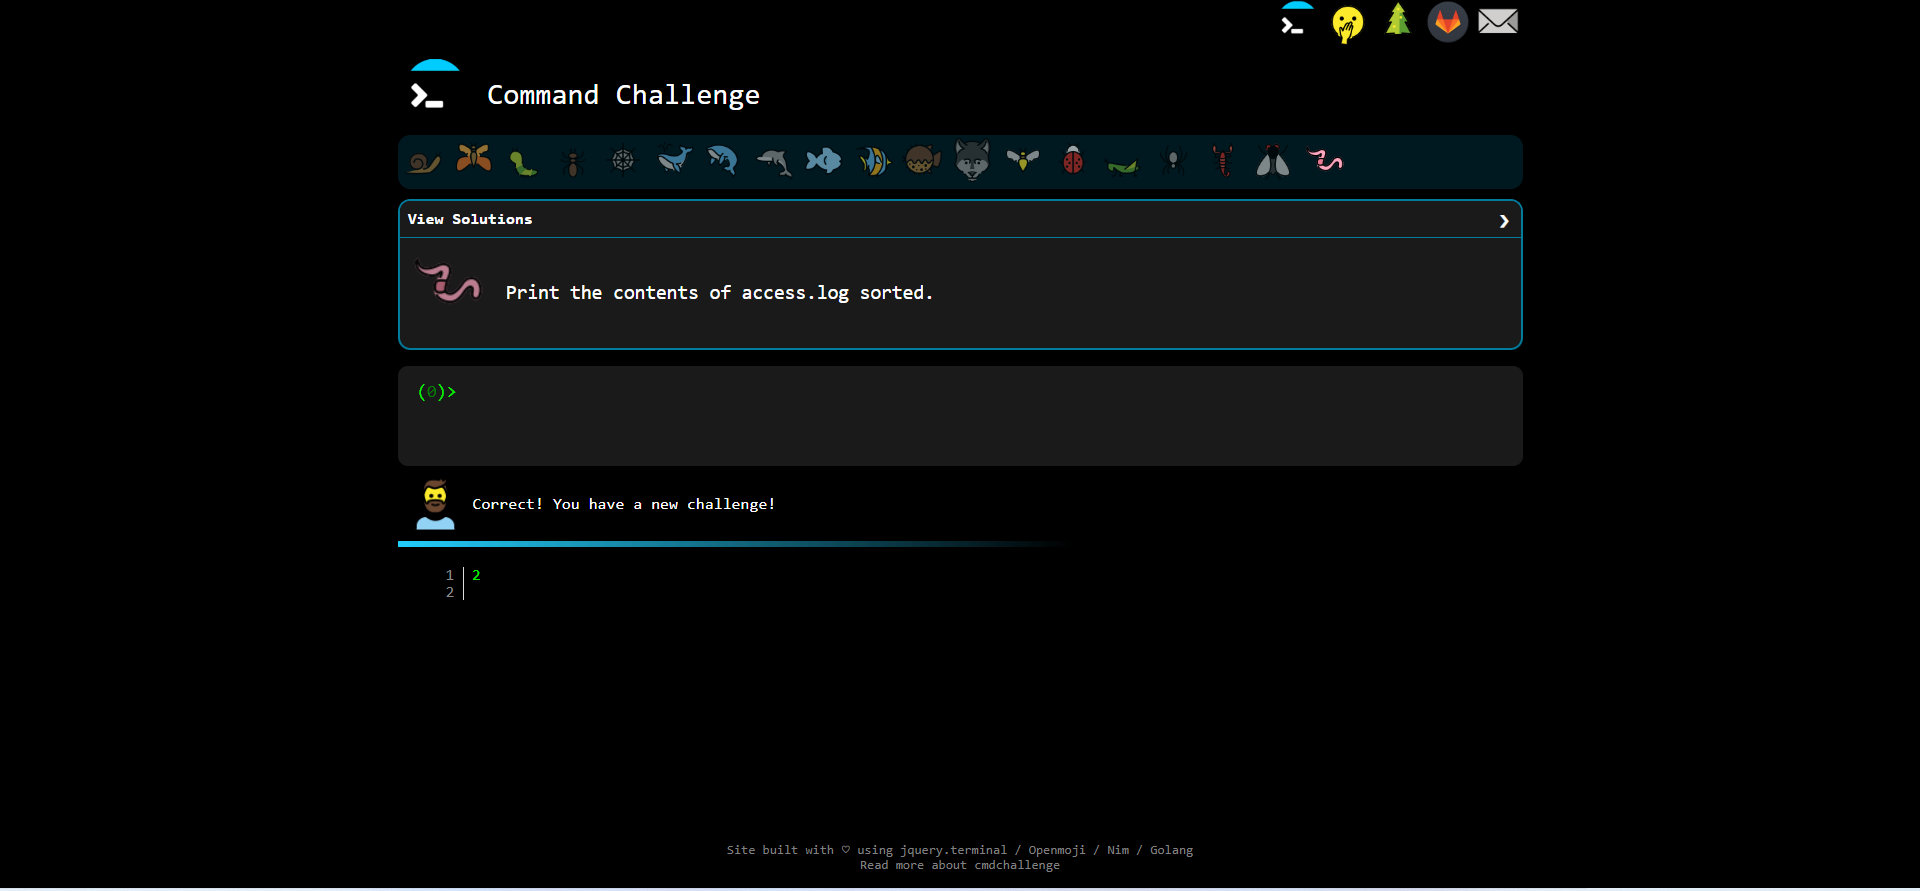 Command Challenge
View Solutions
Print the contents of access.log sorted.
(0)>
Correct! You have a new challenge!
1 2
2
Site built with ♡ using jquery.terminal / Openmoji / Nim / Golang
Read more about cmdchallenge